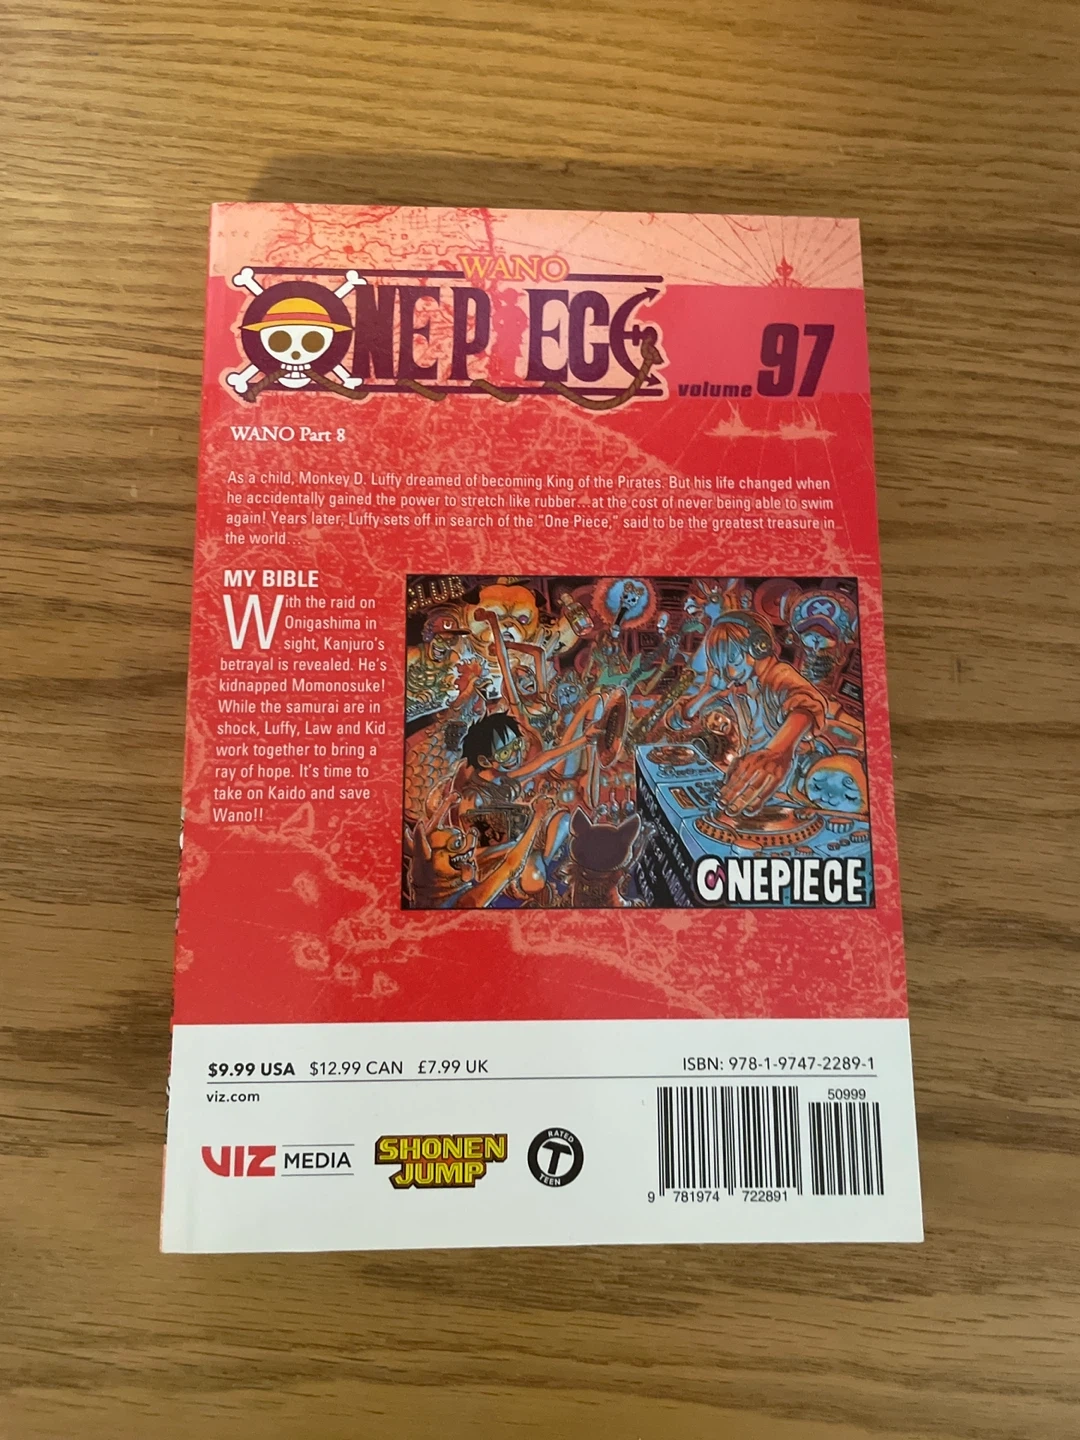 WANO
ONE PIECE
volume 97
WANO Part 8
As a child, Monkey D. Luffy dreamed of becoming King of the Pirates. But his life changed when
he accidentally gained the power to stretch like rubber...at the cost of never being able to swim
again! Years later, Luffy sets off in search of the "One Piece," said to be the greatest treasure in
the world...
MY BIBLE
With the raid on
Onigashima in
sight, Kanjuro's
betrayal is revealed. He's
kidnapped Momonosuke!
While the samurai are in
shock, Luffy, Law and Kid
work together to bring a
ray of hope. It's time to
take on Kaido and save
Wano!!
CLUB
ONEPIECE
$9.99 USA $12.99 CAN £7.99 UK
ISBN: 978-1-9747-2289-1
viz.com
50999
VIZ MEDIA
SHONEN
JUMP
RATED
T
TEEN
9 781974 722891